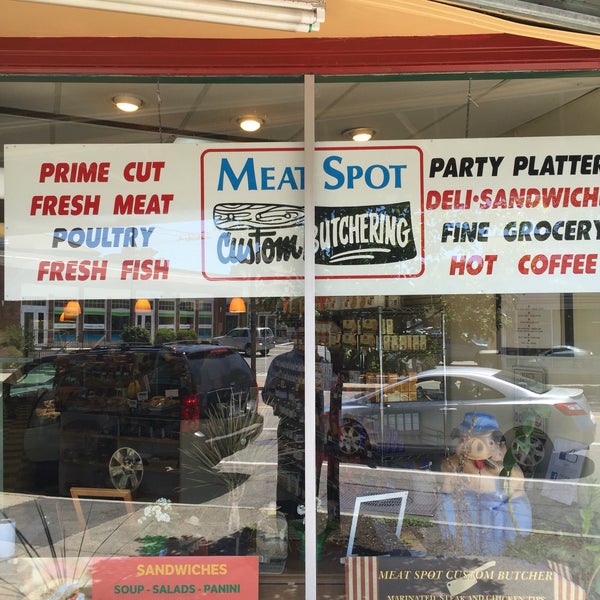 PRIME CUT
FRESH MEAT
POULTRY
FRESH FISH
MEAT SPOT
Custom BUTCHERING
PARTY PLATTER
DELI•SANDWICHE
FINE GROCERY
HOT COFFEE
SANDWICHES
SOUP - SALADS - PANINI
MEAT SPOT CUSTOM BUTCHER
MARINATED STEAK AND CHICKEN TIPS